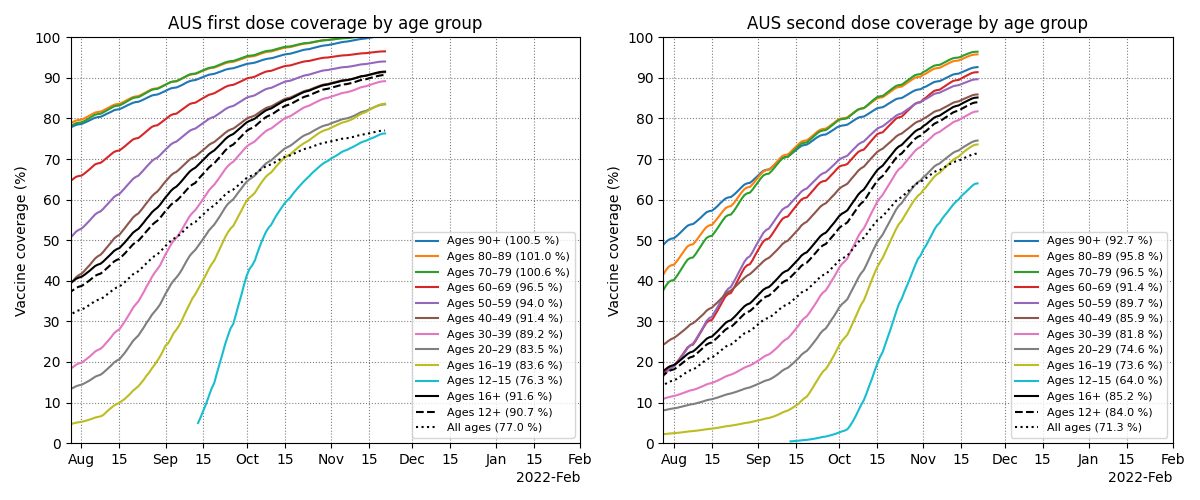 AUS first dose coverage by age group
Vaccine coverage (%)
100
90
80
70
60
50
40
30
20
10
0
Ages 90+ (100.5 %)
Ages 80–89 (101.0 %)
Ages 70–79 (100.6 %)
Ages 60–69 (96.5 %)
Ages 50–59 (94.0 %)
Ages 40–49 (91.4 %)
Ages 30–39 (89.2 %)
Ages 20–29 (83.5 %)
Ages 16–19 (83.6 %)
Ages 12–15 (76.3 %)
Ages 16+ (91.6 %)
Ages 12+ (90.7 %)
All ages (77.0 %)
Aug 15 Sep 15 Oct 15 Nov 15 Dec 15 Jan 15 Feb
2022-Feb
AUS second dose coverage by age group
Vaccine coverage (%)
100
90
80
70
60
50
40
30
20
10
0
Ages 90+ (92.7 %)
Ages 80–89 (95.8 %)
Ages 70–79 (96.5 %)
Ages 60–69 (91.4 %)
Ages 50–59 (89.7 %)
Ages 40–49 (85.9 %)
Ages 30–39 (81.8 %)
Ages 20–29 (74.6 %)
Ages 16–19 (73.6 %)
Ages 12–15 (64.0 %)
Ages 16+ (85.2 %)
Ages 12+ (84.0 %)
All ages (71.3 %)
Aug 15 Sep 15 Oct 15 Nov 15 Dec 15 Jan 15 Feb
2022-Feb